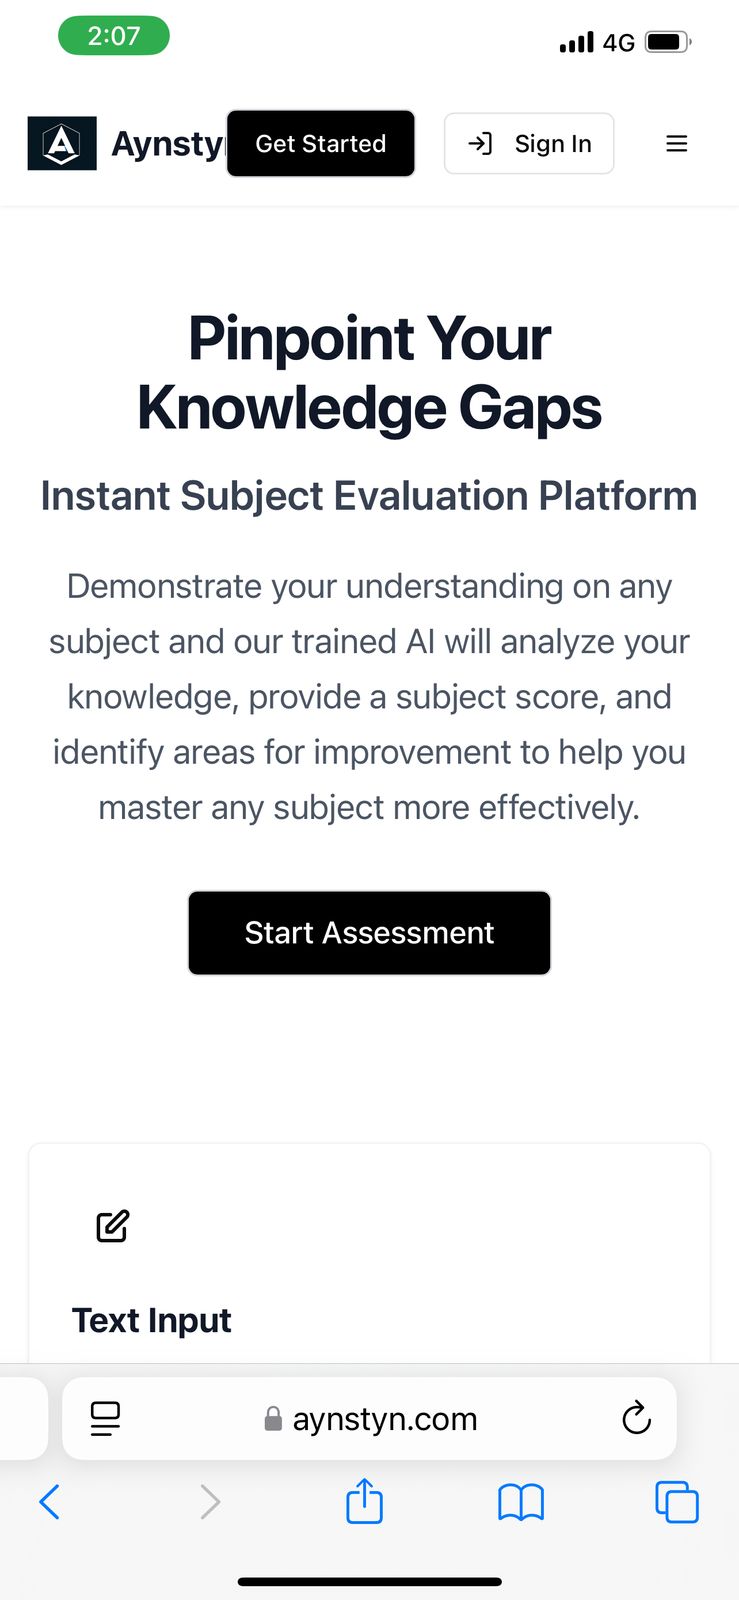 2:07
4G
Aynsty
Get Started
Sign In
Pinpoint Your
Knowledge Gaps
Instant Subject Evaluation Platform
Demonstrate your understanding on any
subject and our trained AI will analyze your
knowledge, provide a subject score, and
identify areas for improvement to help you
master any subject more effectively.
Start Assessment
Text Input
aynstyn.com